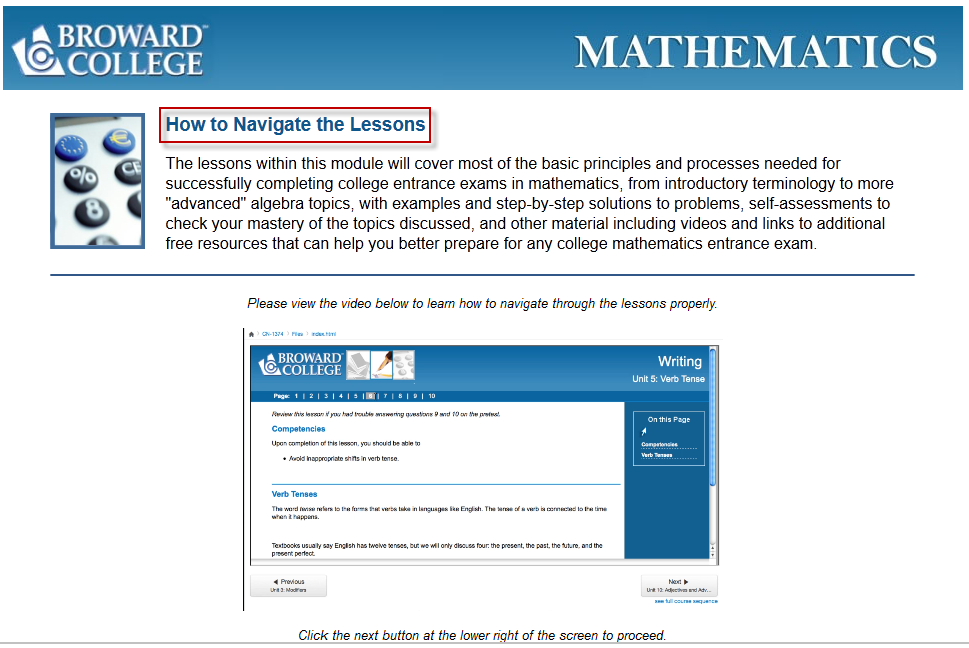 BROWARD
COLLEGE
MATHEMATICS
How to Navigate the Lessons
The lessons within this module will cover most of the basic principles and processes needed for
successfully completing college entrance exams in mathematics, from introductory terminology to more
"advanced" algebra topics, with examples and step-by-step solutions to problems, self-assessments to
check your mastery of the topics discussed, and other material including videos and links to additional
free resources that can help you better prepare for any college mathematics entrance exam.
%
CE
8
Please view the video below to learn how to navigate through the lessons properly.
CN-1374 > Files > index.html
BROWARD
COLLEGE
Writing
Unit 5: Verb Tense
Page: 1 | 2 | 3 | 4 | 5 | 6 | 7 | 8 | 9 | 10
Review this lesson if you had trouble answering questions 9 and 10 on the pretest.
Competencies
Upon completion of this lesson, you should be able to
• Avoid inappropriate shifts in verb tense.
On this Page
Competencies
Verb Tenses
Verb Tenses
The word tense refers to the forms that verbs take in languages like English. The tense of a verb is connected to the time
when it happens.
Textbooks usually say English has twelve tenses, but we will only discuss four: the present, the past, the future, and the
present perfect.
◀ Previous
Unit 3: Modifiers
Next ▶
Unit 10: Adjectives and Adv...
see full course sequence
Click the next button at the lower right of the screen to proceed.